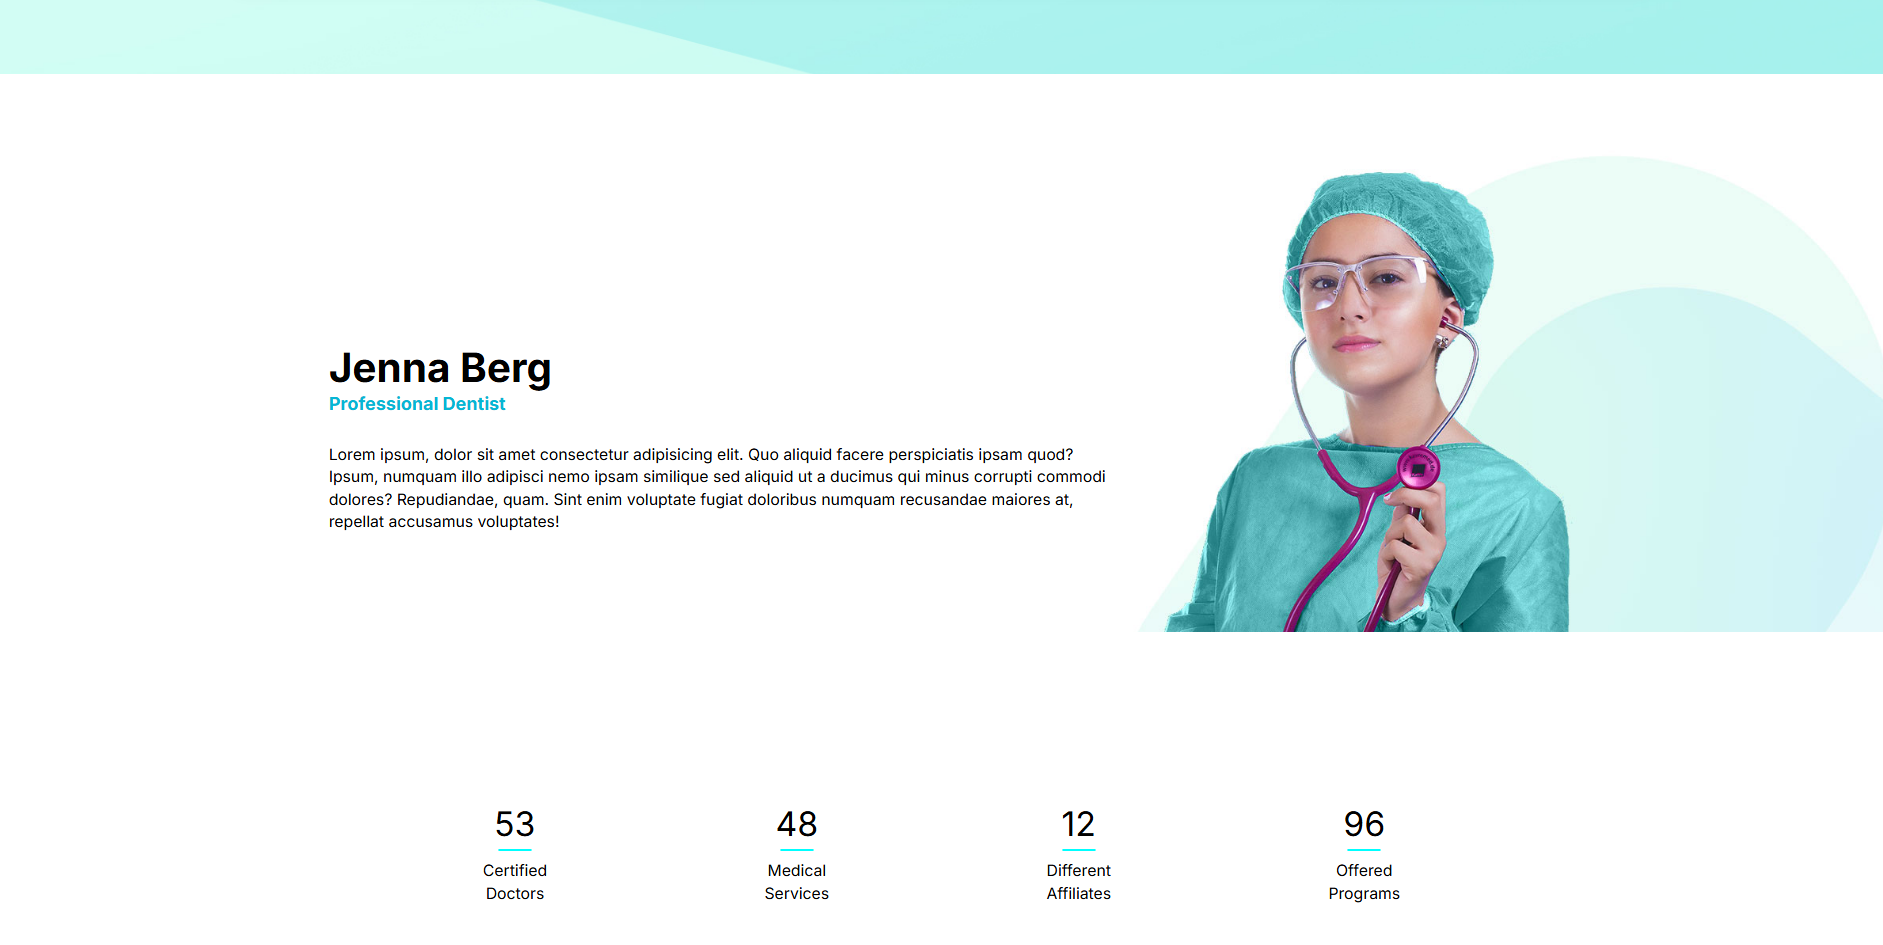 Jenna Berg
Professional Dentist
Lorem ipsum, dolor sit amet consectetur adipisicing elit. Quo aliquid facere perspiciatis ipsam quod?
Ipsum, numquam illo adipisci nemo ipsam similique sed aliquid ut a ducimus qui minus corrupti commodi
dolores? Repudiandae, quam. Sint enim voluptate fugiat doloribus numquam recusandae maiores at,
repellat accusamus voluptates!
53
Certified
Doctors
48
Medical
Services
12
Different
Affiliates
96
Offered
Programs